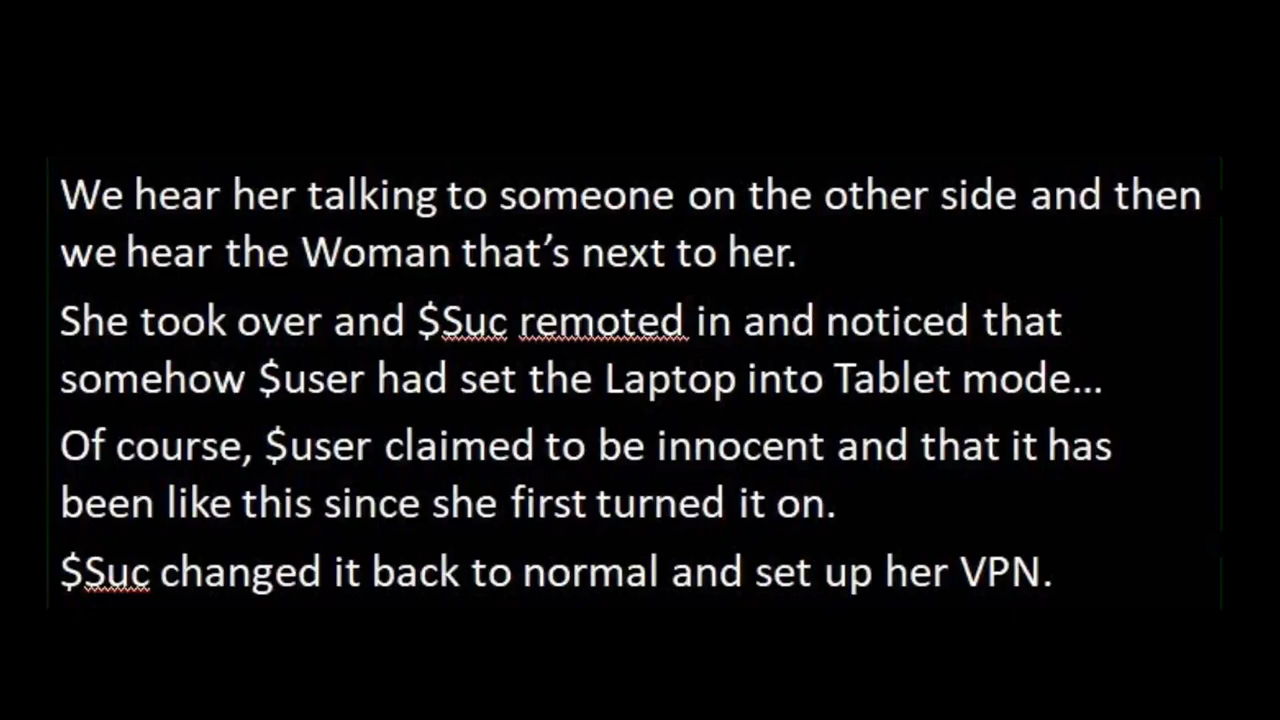 We hear her talking to someone on the other side and then
we hear the Woman that’s next to her.
She took over and $Suc remoted in and noticed that
somehow $user had set the Laptop into Tablet mode...
Of course, $user claimed to be innocent and that it has
been like this since she first turned it on.
$Suc changed it back to normal and set up her VPN.